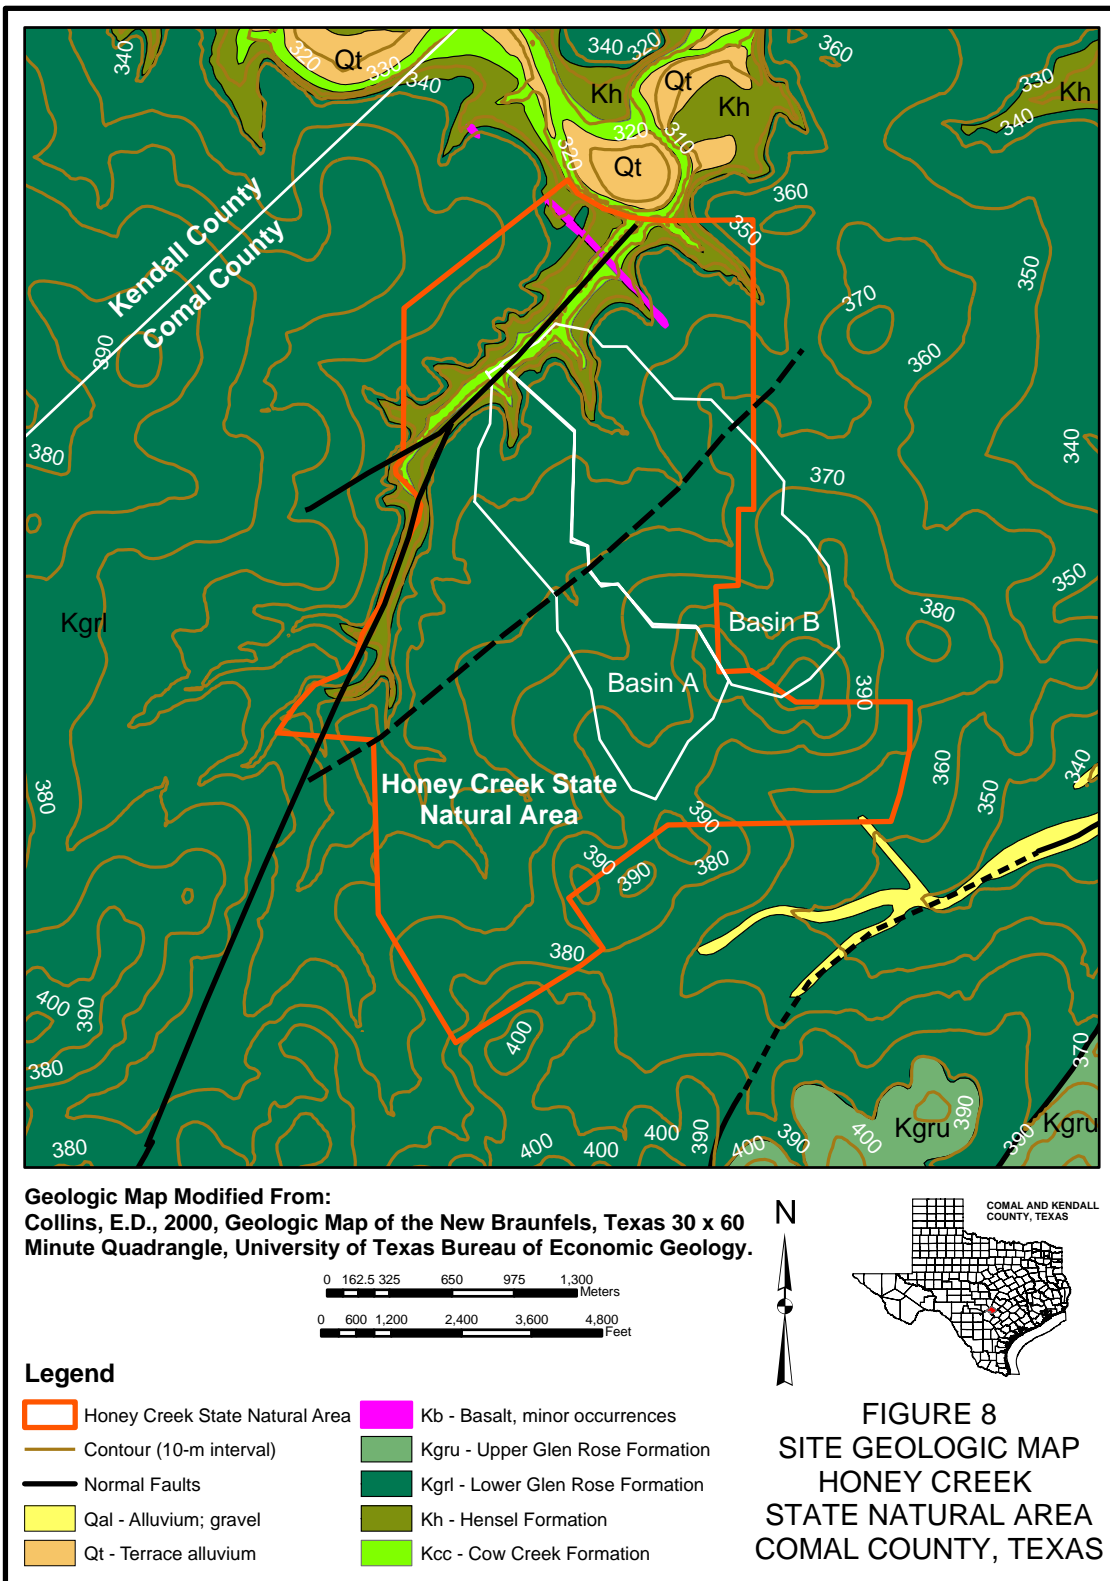 340
320
Qt
330
340
340
320
Kh
Qt
Kh
360
330
Kh
340
320
310
320
Qt
360
350
Kendall County
Comal County
390
350
370
360
380
340
370
350
Kgrl
380
Basin B
Basin A
390
360
340
350
380
Honey Creek State
Natural Area
390
390
390
380
380
400
390
400
380
370
380
400
400
400
390
400
390
400
Kgru
390
390
Kgru
Geologic Map Modified From:
Collins, E.D., 2000, Geologic Map of the New Braunfels, Texas 30 x 60
Minute Quadrangle, University of Texas Bureau of Economic Geology.
0 162.5 325 650 975 1,300
Meters
0 600 1,200 2,400 3,600 4,800
Feet
N
COMAL AND KENDALL
COUNTY, TEXAS
Legend
Honey Creek State Natural Area
Contour (10-m interval)
Normal Faults
Qal - Alluvium; gravel
Qt - Terrace alluvium
Kb - Basalt, minor occurrences
Kgru - Upper Glen Rose Formation
Kgrl - Lower Glen Rose Formation
Kh - Hensel Formation
Kcc - Cow Creek Formation
FIGURE 8
SITE GEOLOGIC MAP
HONEY CREEK
STATE NATURAL AREA
COMAL COUNTY, TEXAS